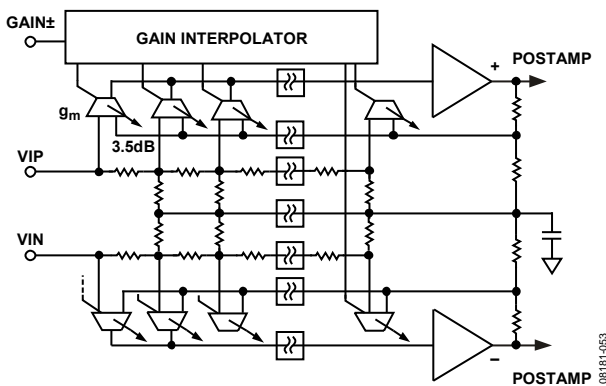 GAIN±
GAIN INTERPOLATOR
+
POSTAMP
gm
3.5dB
VIP
VIN
–
POSTAMP
08181-053